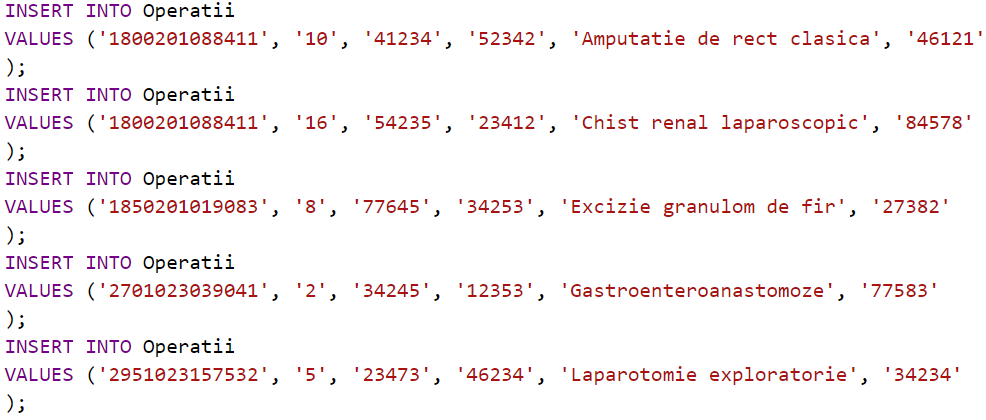 INSERT INTO Operatii
VALUES ('1800201088411', '10', '41234', '52342', 'Amputatie de rect clasica', '46121'
);
INSERT INTO Operatii
VALUES ('1800201088411', '16', '54235', '23412', 'Chist renal laparoscopic', '84578'
);
INSERT INTO Operatii
VALUES ('1850201019083', '8', '77645', '34253', 'Excizie granulom de fir', '27382'
);
INSERT INTO Operatii
VALUES ('2701023039041', '2', '34245', '12353', 'Gastroenteroanastomoze', '77583'
);
INSERT INTO Operatii
VALUES ('2951023157532', '5', '23473', '46234', 'Laparotomie exploratorie', '34234'
);